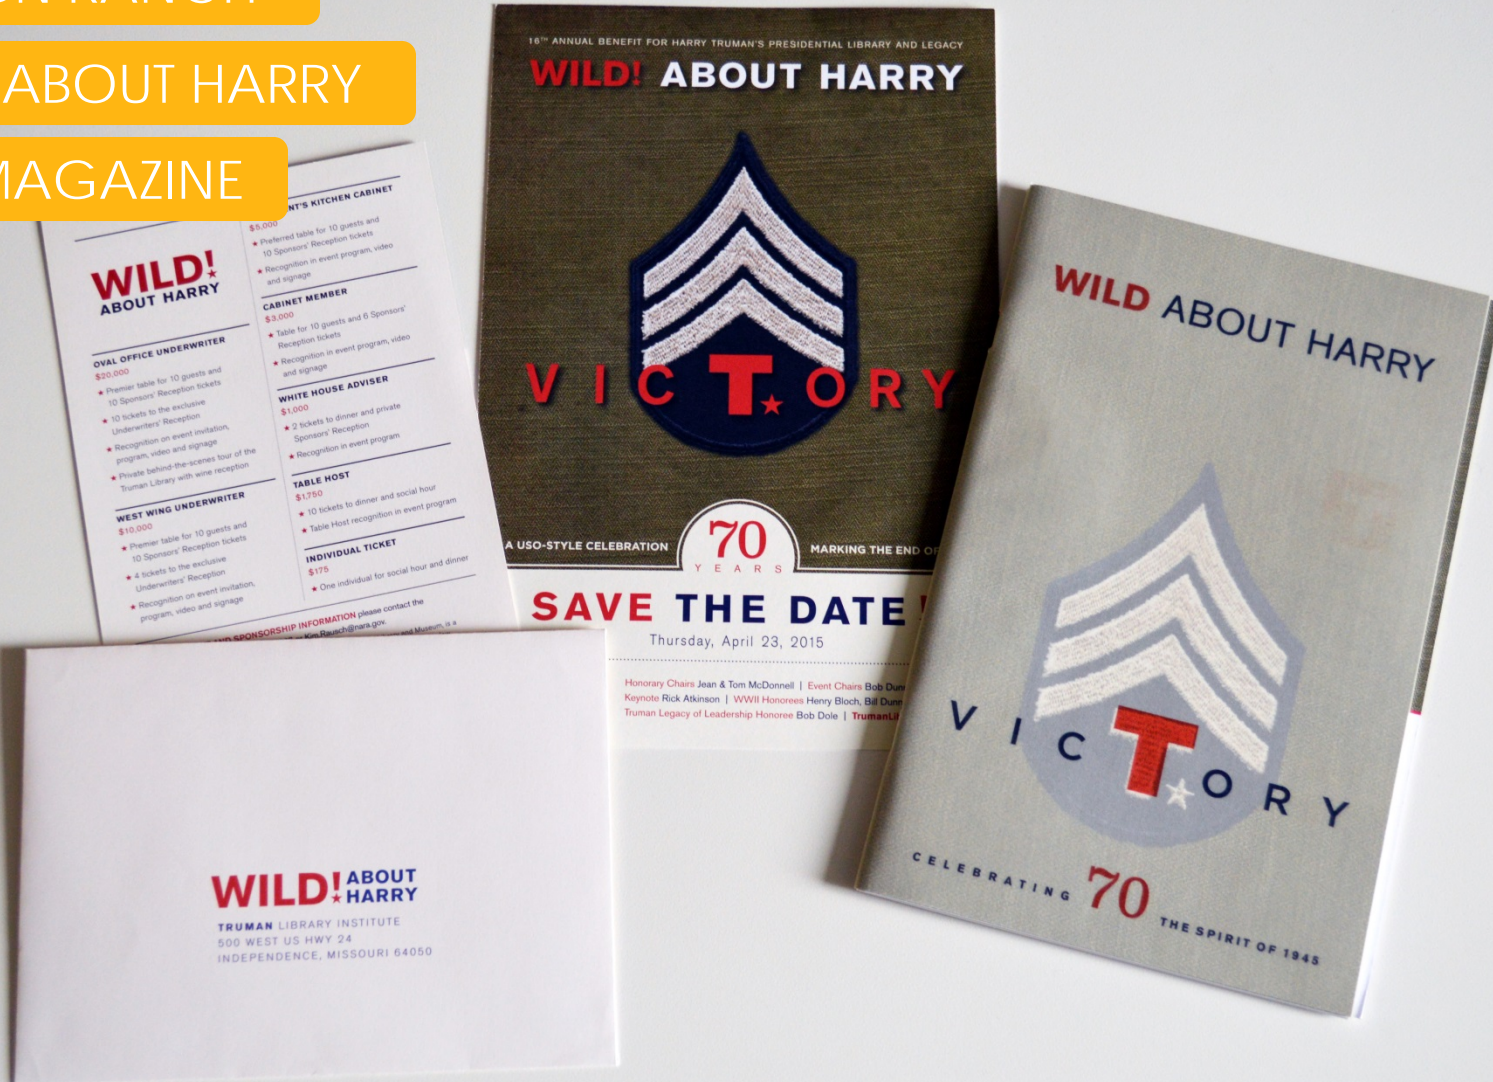 ABOUT HARRY
MAGAZINE
WILD!
ABOUT HARRY
OVAL OFFICE UNDERWRITER
$20,000
★ Premier table for 10 guests and
10 Sponsors' Reception tickets
★ 10 tickets to the exclusive
Underwriters' Reception
★ Recognition on event invitation,
program, video and signage
★ Private behind-the-scenes tour of the
Truman Library with wine reception
WEST WING UNDERWRITER
$10,000
★ Premier table for 10 guests and
10 Sponsors' Reception tickets
★ 4 tickets to the exclusive
Underwriters' Reception
★ Recognition on event invitation,
program, video and signage
KITCHEN CABINET
$5,000
★ Preferred table for 10 guests and
10 Sponsors' Reception tickets
★ Recognition in event program, video
and signage
CABINET MEMBER
$3,000
★ Table for 10 guests and 6 Sponsors'
Reception tickets
★ Recognition in event program, video
and signage
WHITE HOUSE ADVISER
$1,000
★ 2 tickets to dinner and private
Sponsors' Reception
★ Recognition in event program
TABLE HOST
$1,750
★ 10 tickets to dinner and social hour
★ Table Host recognition in event program
INDIVIDUAL TICKET
$175
★ One individual for social hour and dinner
SPONSORSHIP INFORMATION please contact the
Kim.Rausch@nara.gov.
and Museum, is a
16TH ANNUAL BENEFIT FOR HARRY TRUMAN'S PRESIDENTIAL LIBRARY AND LEGACY
WILD! ABOUT HARRY
VICTORY
A USO-STYLE CELEBRATION
70
YEARS
MARKING THE END OF
SAVE THE DATE!
Thursday, April 23, 2015
Honorary Chairs Jean & Tom McDonnell | Event Chairs Bob
Keynote Rick Atkinson | WWII Honorees Henry Bloch, Bill
Truman Legacy of Leadership Honoree Bob Dole |
WILD ABOUT HARRY
VICTORY
CELEBRATING 70 THE SPIRIT OF 1945
WILD! ABOUT
HARRY
TRUMAN LIBRARY INSTITUTE
500 WEST US HWY 24
INDEPENDENCE, MISSOURI 64050